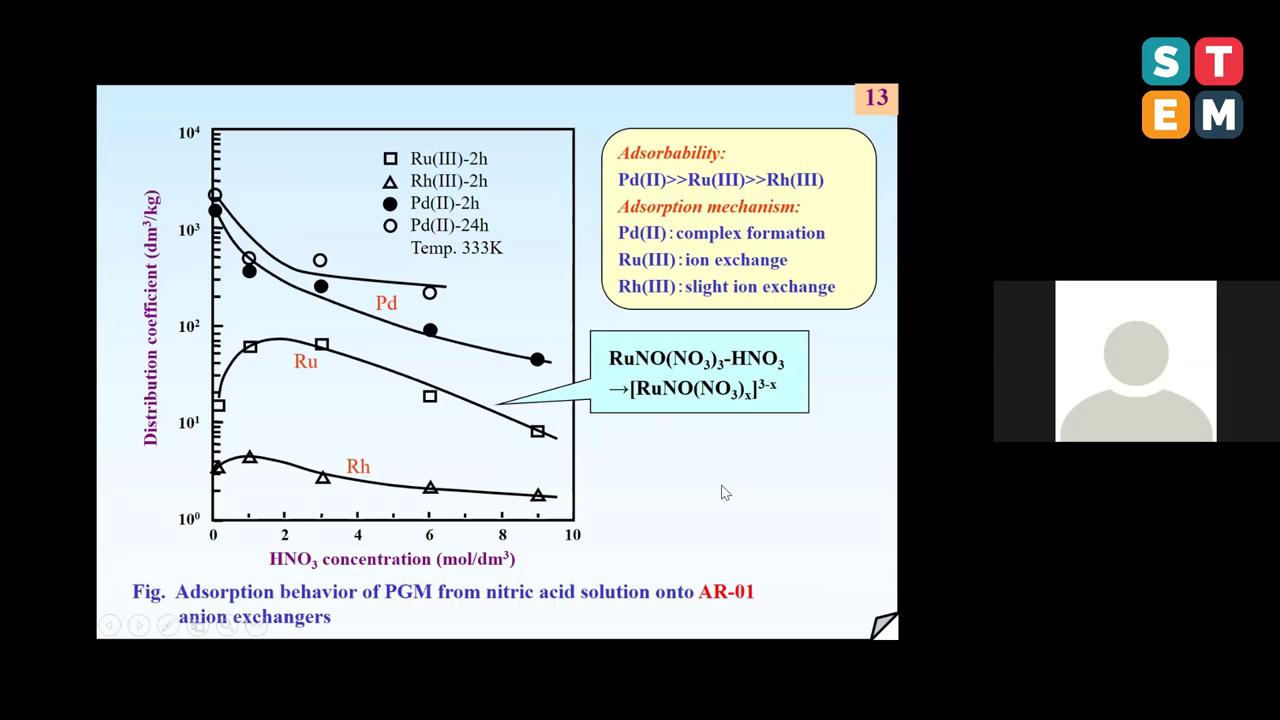 S T
E M
13
10⁴
10³
10²
10¹
10⁰
Distribution coefficient (dm³/kg)
Ru(III)-2h
Rh(III)-2h
Pd(II)-2h
Pd(II)-24h
Temp. 333K
Pd
Ru
Rh
0 2 4 6 8 10
HNO₃ concentration (mol/dm³)
Adsorbability:
Pd(II)>>Ru(III)>>Rh(III)
Adsorption mechanism:
Pd(II):complex formation
Ru(III):ion exchange
Rh(III):slight ion exchange
RuNO(NO₃)₃-HNO₃
→[RuNO(NO₃)ₓ]³⁻ˣ
Fig. Adsorption behavior of PGM from nitric acid solution onto AR-01
anion exchangers